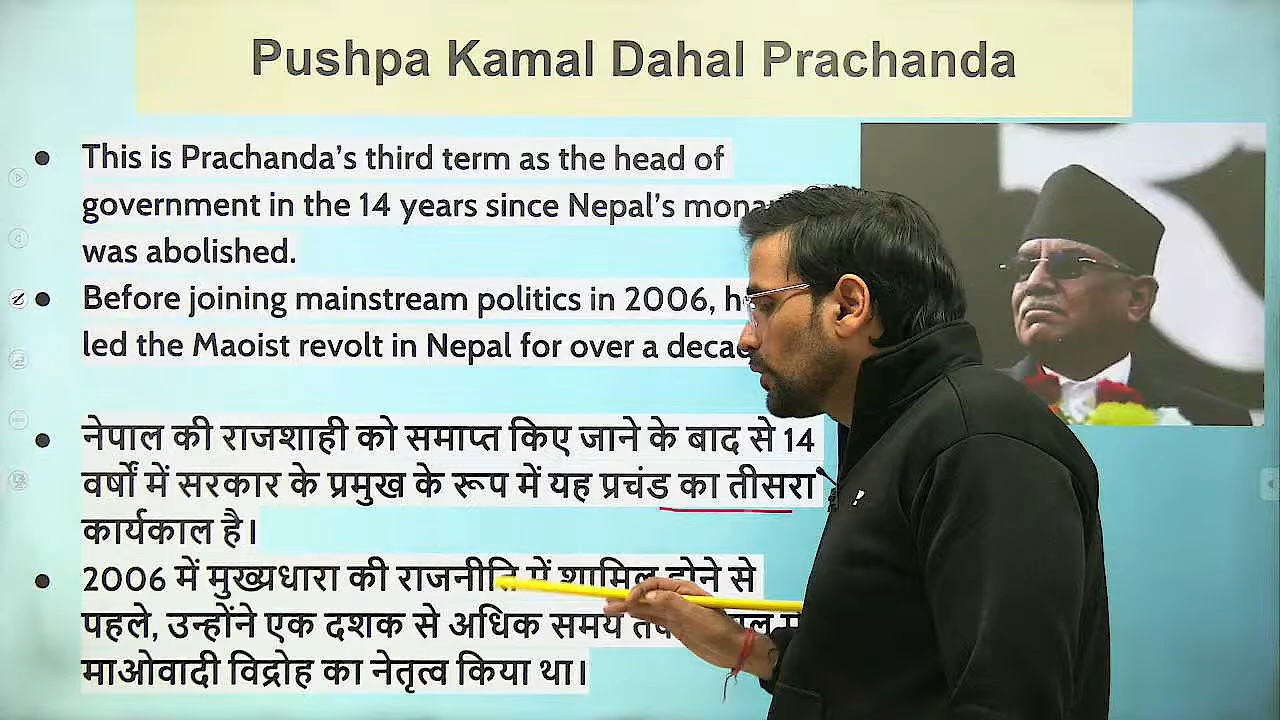 Pushpa Kamal Dahal Prachanda
This is Prachanda's third term as the head of
government in the 14 years since Nepal's
was abolished.
Before joining mainstream politics in 2006,
led the Maoist revolt in Nepal for over a
नेपाल की राजशाही को समाप्त किए जाने के बाद से 14
वर्षों में सरकार के प्रमुख के रूप में यह प्रचंड का तीसरा
कार्यकाल है।
2006 में मुख्यधारा की राजनीति में शामिल होने से
पहले, उन्होंने एक दशक से अधिक समय
माओवादी विद्रोह का नेतृत्व किया था।